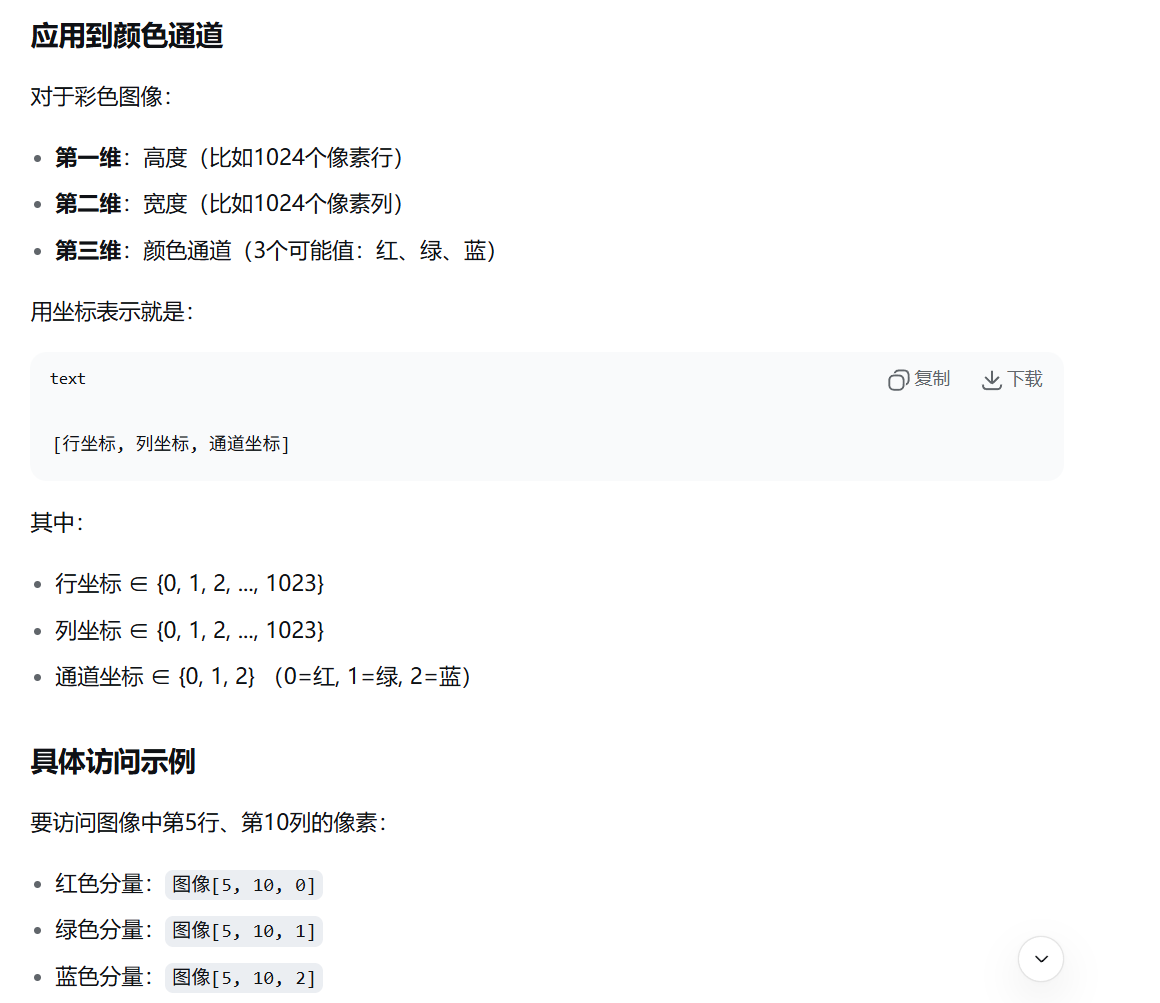 应用到颜色通道
对于彩色图像：
第一维：高度（比如1024个像素行）
第二维：宽度（比如1024个像素列）
第三维：颜色通道（3个可能值：红、绿、蓝）
用坐标表示就是：
text 复制 下载
[行坐标, 列坐标, 通道坐标]
其中：
行坐标 ∈ {0, 1, 2, ..., 1023}
列坐标 ∈ {0, 1, 2, ..., 1023}
通道坐标 ∈ {0, 1, 2} （0=红, 1=绿, 2=蓝）
具体访问示例
要访问图像中第5行、第10列的像素：
红色分量：图像[5, 10, 0]
绿色分量：图像[5, 10, 1]
蓝色分量：图像[5, 10, 2]